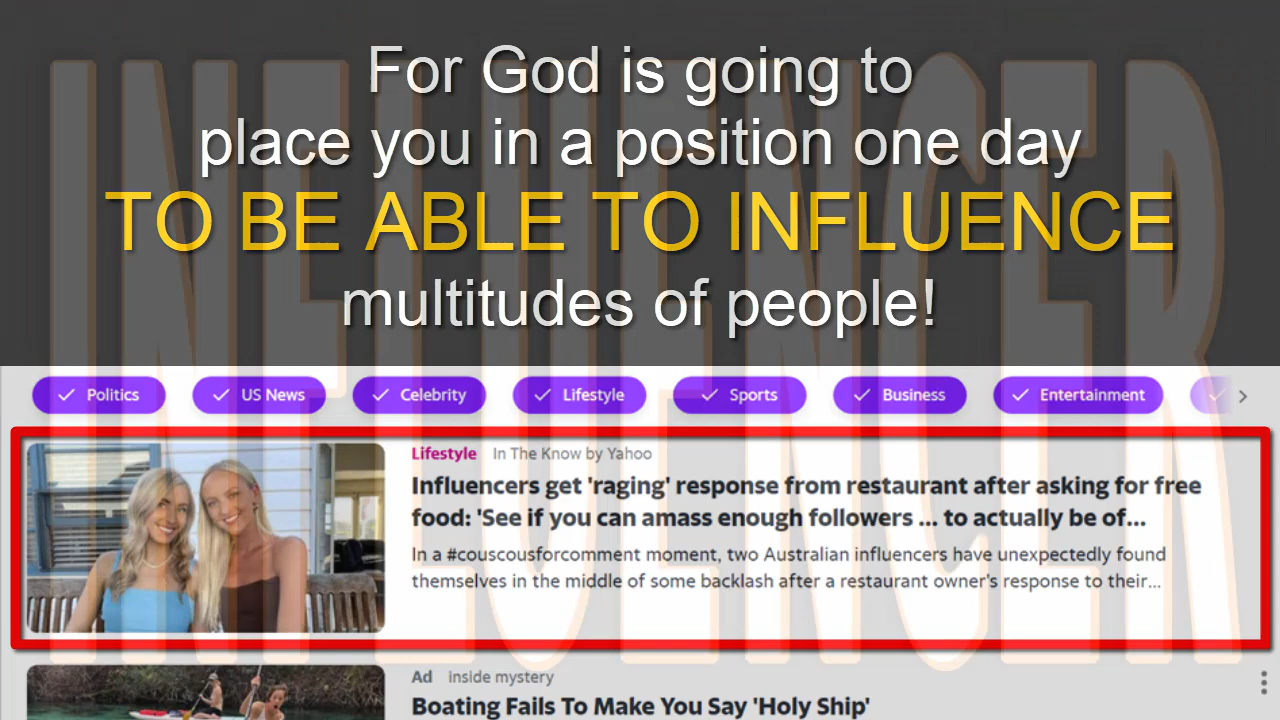 For God is going to
place you in a position one day
TO BE ABLE TO INFLUENCE
multitudes of people!
INFLUENCER
Politics
US News
Celebrity
Lifestyle
Sports
Business
Entertainment
Lifestyle In The Know by Yahoo
Influencers get 'raging' response from restaurant after asking for free
food: 'See if you can amass enough followers ... to actually be of...
In a #couscousforcomment moment, two Australian influencers have unexpectedly found
themselves in the middle of some backlash after a restaurant owner's response to their...
Ad inside mystery
Boating Fails To Make You Say 'Holy Ship'